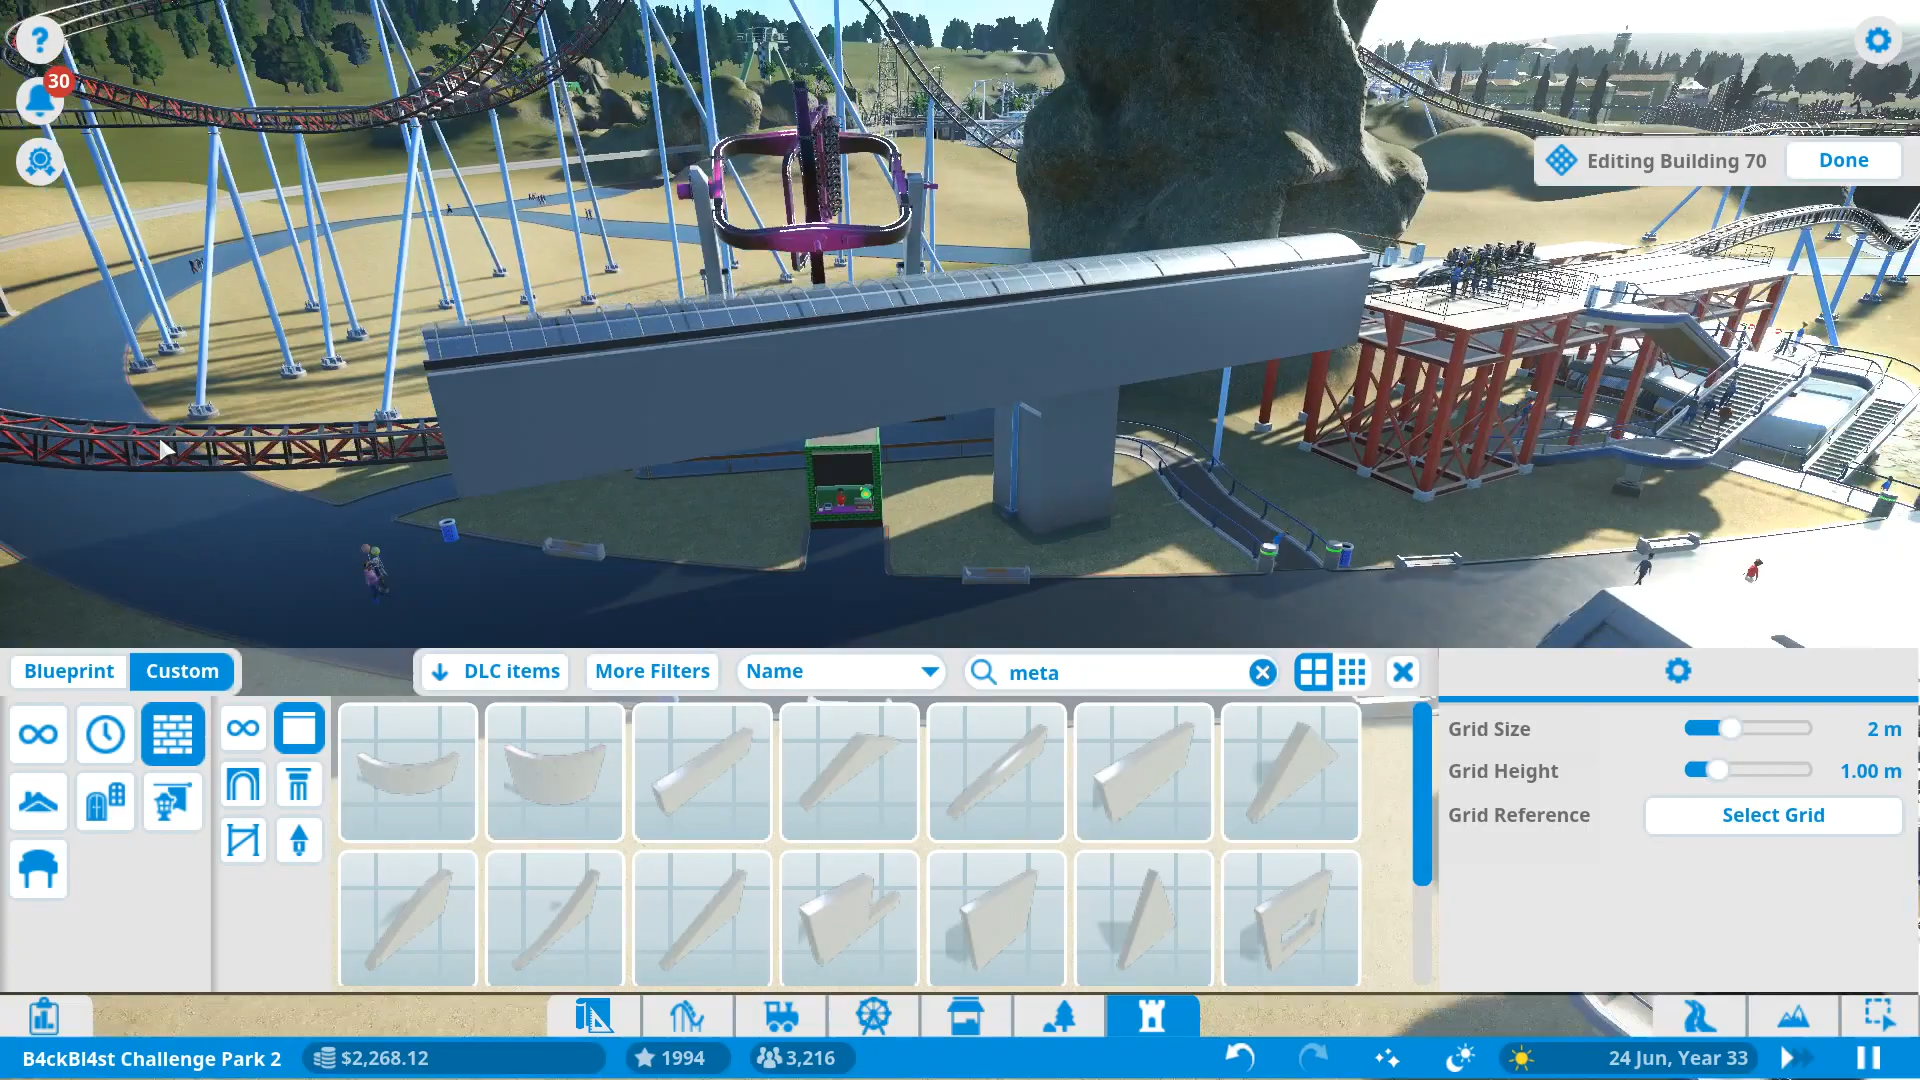 ?
30
Editing Building 70
Done
Blueprint
Custom
DLC items
More Filters
Name
meta
Grid Size
2 m
Grid Height
1.00 m
Grid Reference
Select Grid
B4ckBl4st Challenge Park 2
$2,268.12
1994
3,216
24 Jun, Year 33